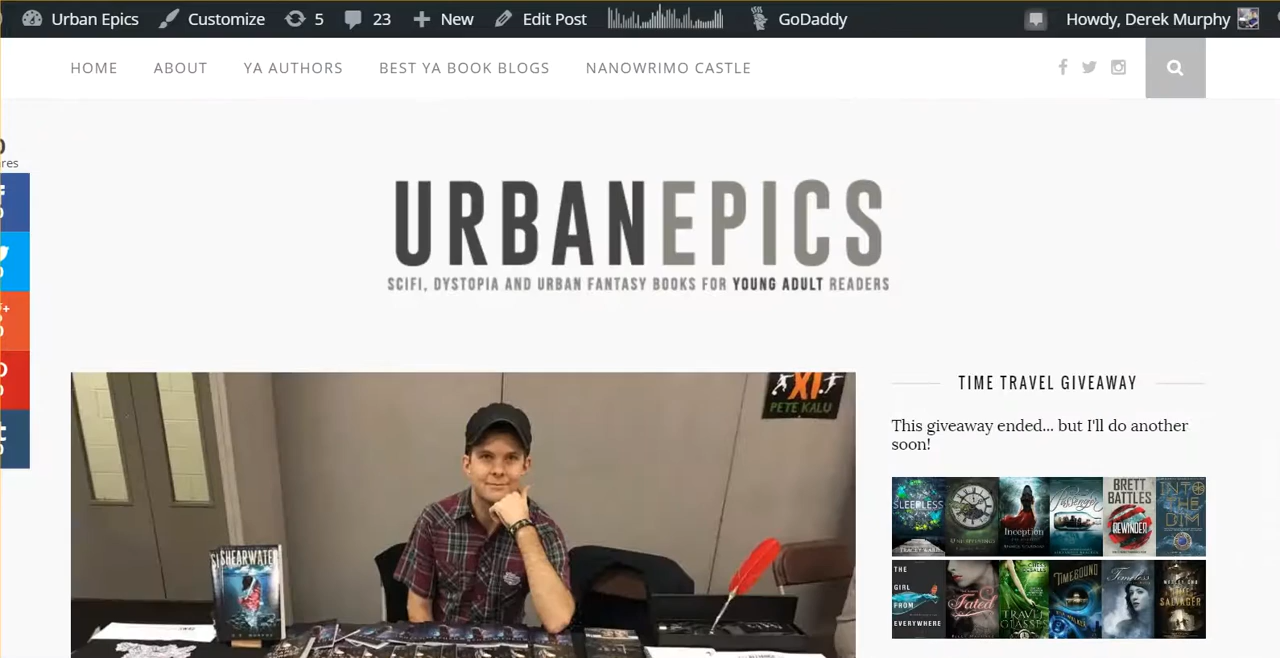 Urban Epics Customize 5 23 New Edit Post GoDaddy Howdy, Derek Murphy
HOME ABOUT YA AUTHORS BEST YA BOOK BLOGS NANOWRIMO CASTLE
URBANEPICS
SCIFI, DYSTOPIA AND URBAN FANTASY BOOKS FOR YOUNG ADULT READERS
TIME TRAVEL GIVEAWAY
This giveaway ended... but I'll do another
soon!
XI
PETE KALU
SHEARWATER
SLEEPLESS
Inception
Passenger
BRETT
BATTLES
REWINDER
INTO
THE
DIM
THE
GIRL
FROM
EVERYWHERE
Fated
TRAVEL
GLASSES
TIMEBOUND
Timeless
SALVAGER